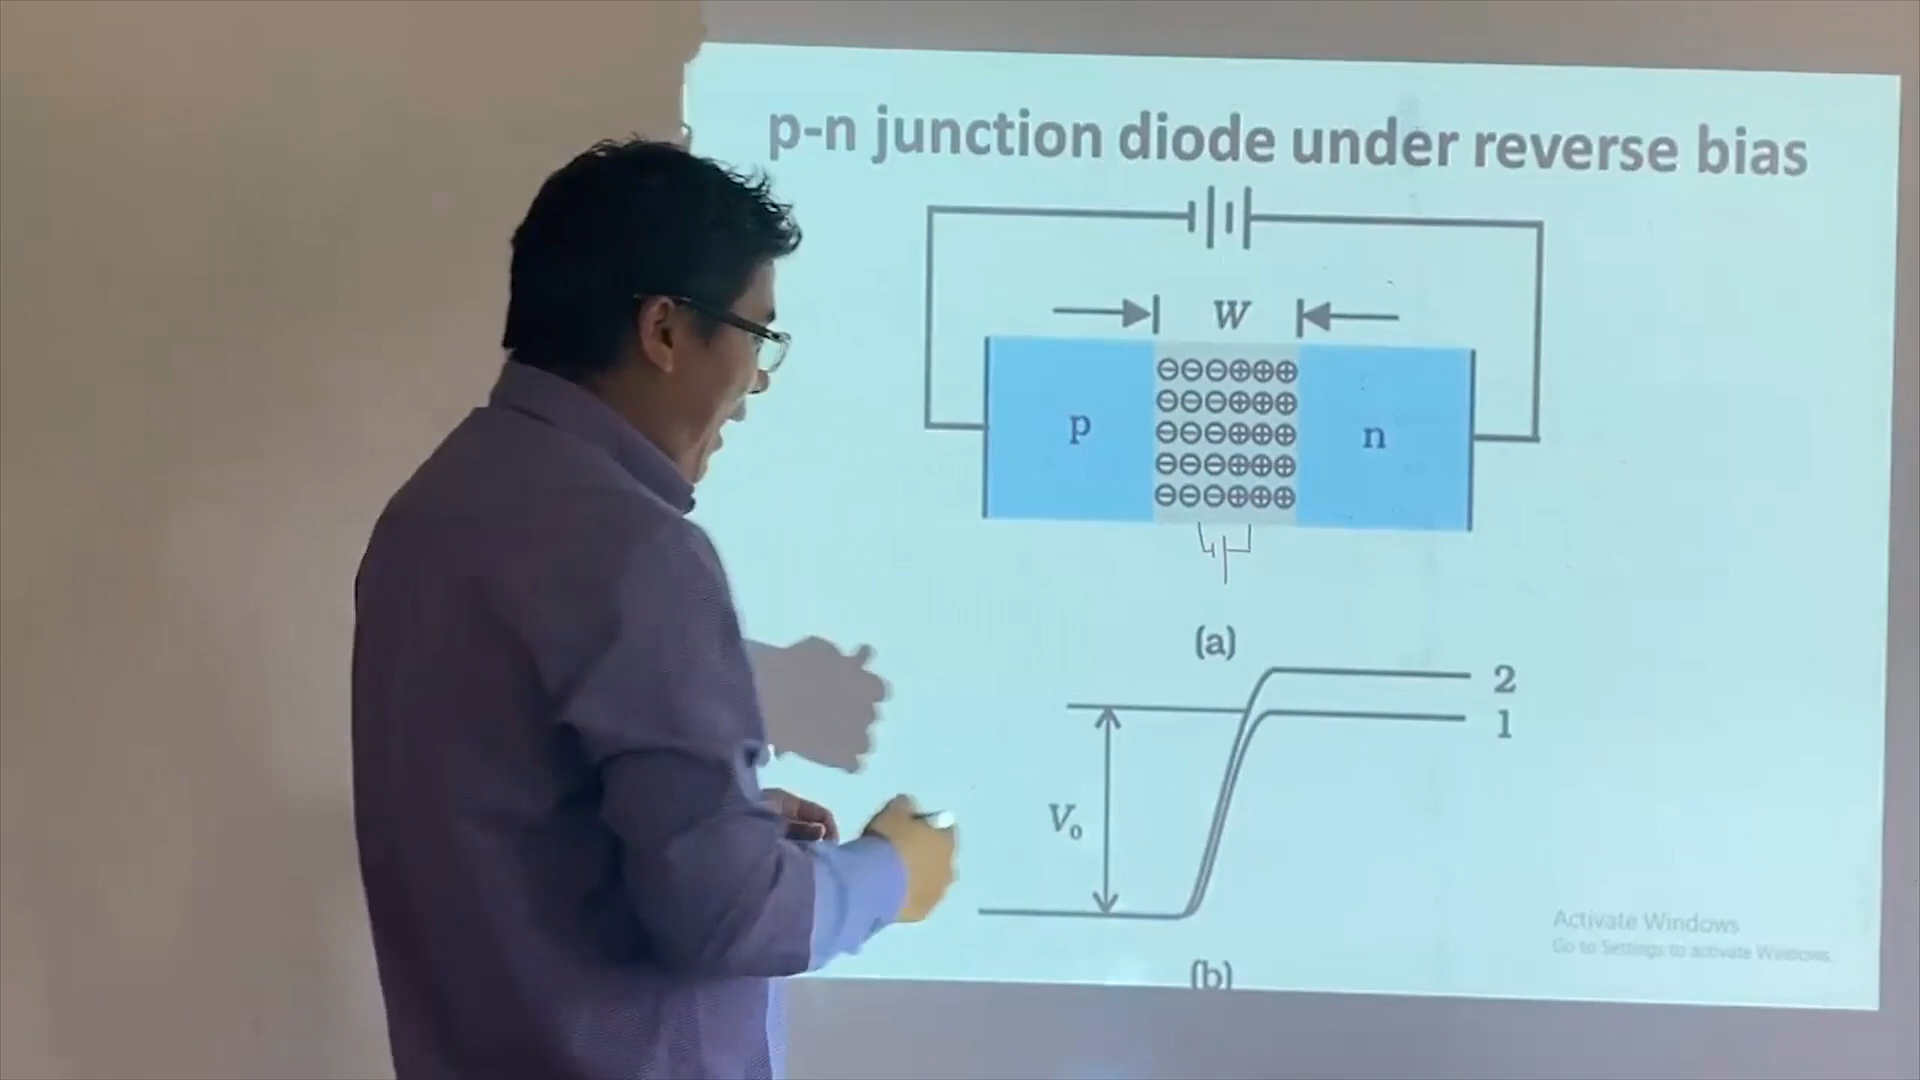 p-n junction diode under reverse bias
W
p
n
(a)
2
1
V₀
Activate Windows
Go to Settings to activate Windows.
(b)